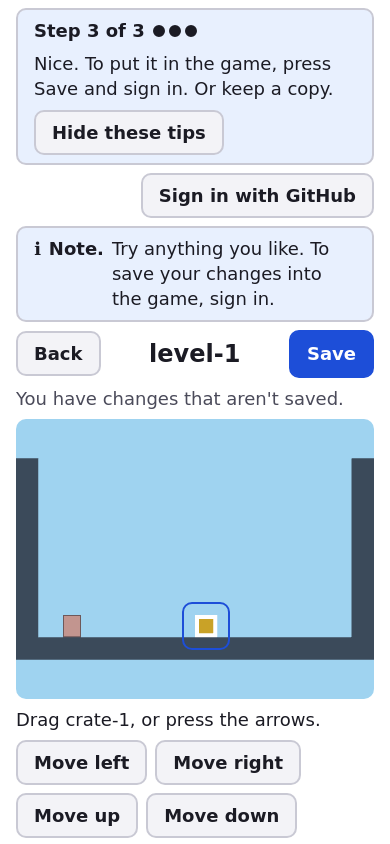 Step 3 of 3
Nice. To put it in the game, press
Save and sign in. Or keep a copy.
Hide these tips
Sign in with GitHub
ℹ Note. Try anything you like. To
save your changes into
the game, sign in.
Back
level-1
Save
You have changes that aren't saved.
Drag crate-1, or press the arrows.
Move left
Move right
Move up
Move down